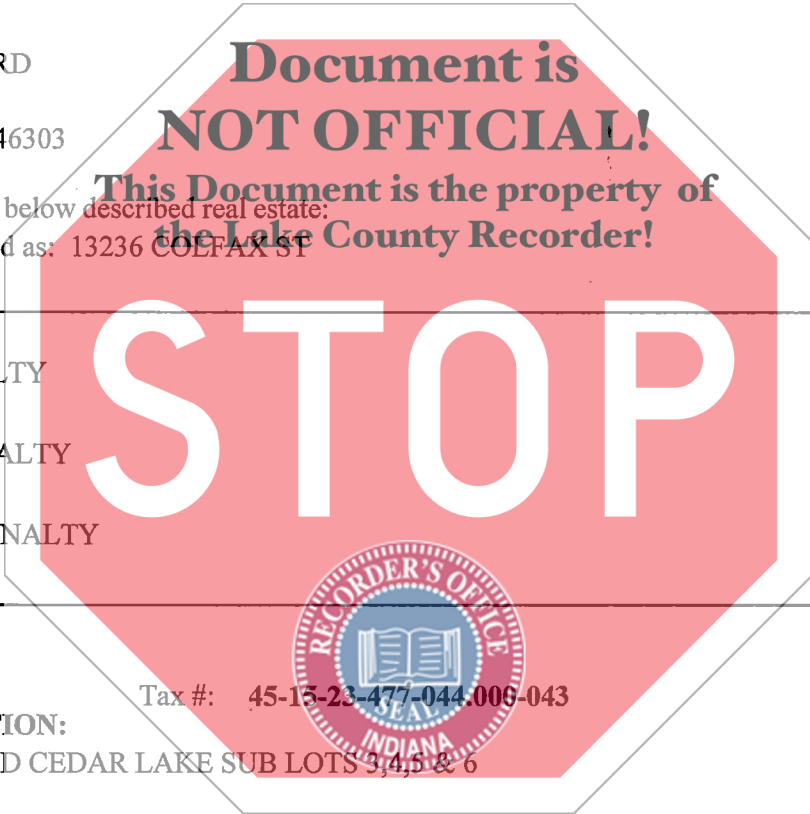 Document is
RD
NOT OFFICIAL!
46303
This Document is the property of
below described real estate:
the Lake County Recorder!
d as: 13236 COLFAX ST
STOP
LTY
ALTY
NALTY
RECORDER'S OFFICE
SEAL
INDIANA
Tax #: 45-15-23-477-044.000-043
ION:
D CEDAR LAKE SUB LOTS 3,4,5 & 6